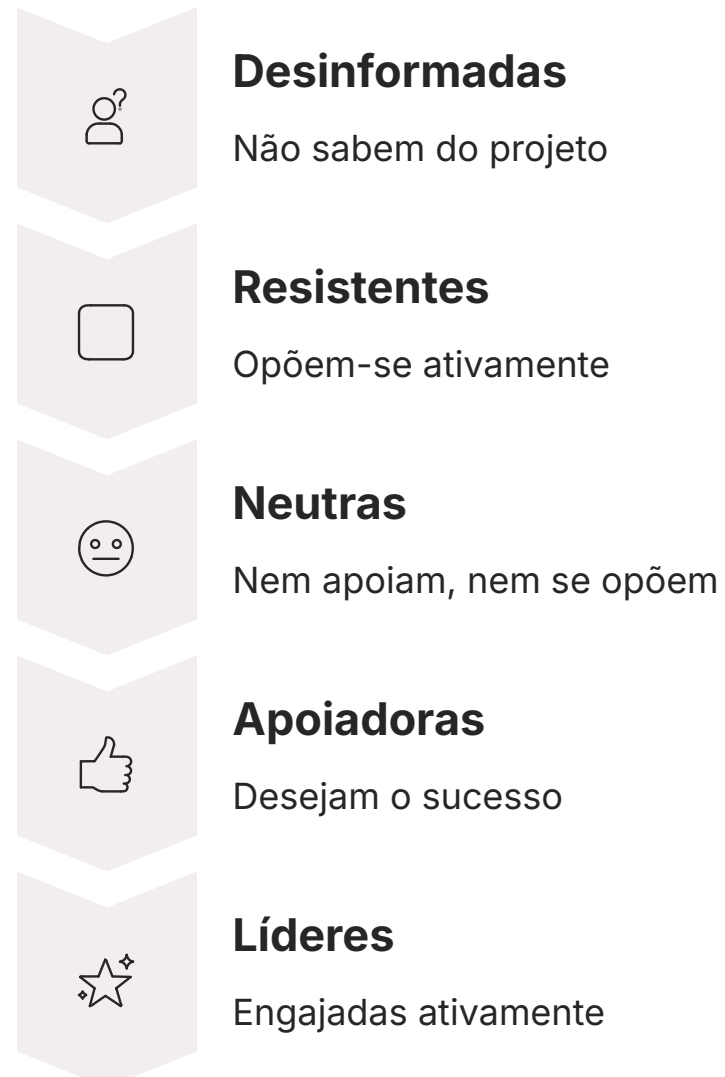 Desinformadas
Não sabem do projeto
Resistentes
Opõem-se ativamente
Neutras
Nem apoiam, nem se opõem
Apoiadoras
Desejam o sucesso
Líderes
Engajadas ativamente